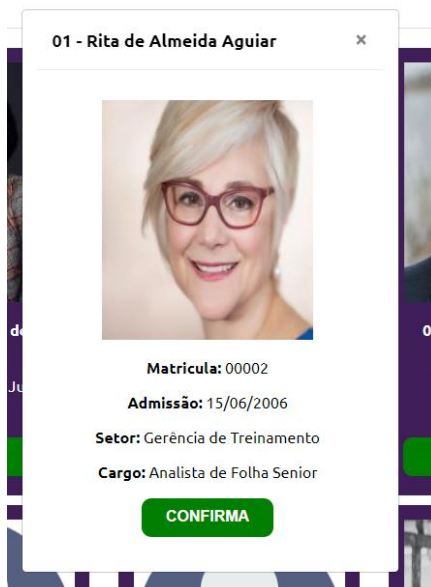 01 - Rita de Almeida Aguiar ×
Matricula: 00002
Admissão: 15/06/2006
Setor: Gerência de Treinamento
Cargo: Analista de Folha Senior
CONFIRMA